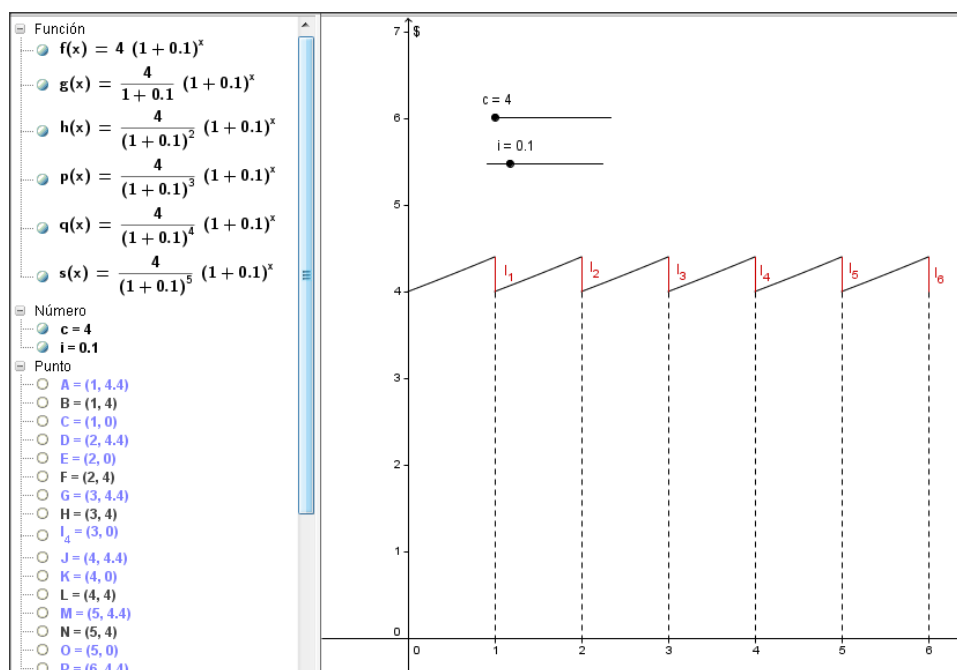 Función
f(x) = 4 (1 + 0.1)^x
g(x) = 4/(1 + 0.1) (1 + 0.1)^x
h(x) = 4/(1 + 0.1)^2 (1 + 0.1)^x
p(x) = 4/(1 + 0.1)^3 (1 + 0.1)^x
q(x) = 4/(1 + 0.1)^4 (1 + 0.1)^x
s(x) = 4/(1 + 0.1)^5 (1 + 0.1)^x
Número
c = 4
i = 0.1
Punto
A = (1, 4.4)
B = (1, 4)
C = (1, 0)
D = (2, 4.4)
E = (2, 0)
F = (2, 4)
G = (3, 4.4)
H = (3, 4)
I_4 = (3, 0)
J = (4, 4.4)
K = (4, 0)
L = (4, 4)
M = (5, 4.4)
N = (5, 4)
O = (5, 0)
P = (6, 4.4)
7 $
c = 4
6
i = 0.1
5
I_1 I_2 I_3 I_4 I_5 I_6
4
3
2
1
0
0 1 2 3 4 5 6